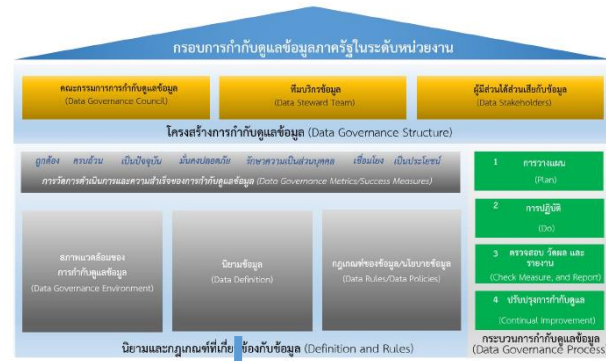 กรอบการกำกับดูแลข้อมูลภาครัฐในระดับหน่วยงาน
คณะกรรมการการกำกับดูแลข้อมูล
(Data Governance Council)
ทีมบริกรข้อมูล
(Data Steward Team)
ผู้มีส่วนได้ส่วนเสียกับข้อมูล
(Data Stakeholders)
โครงสร้างการกำกับดูแลข้อมูล (Data Governance Structure)
ถูกต้อง ครบถ้วน เป็นปัจจุบัน มั่นคงปลอดภัย รักษาความเป็นส่วนบุคคล เชื่อมโยง เป็นประโยชน์
การวัดการดำเนินการและความสำเร็จของการกำกับดูแลข้อมูล (Data Governance Metrics/Success Measures)
สภาพแวดล้อมของ
การกำกับดูแลข้อมูล
(Data Governance Environment)
นิยามข้อมูล
(Data Definition)
กฎเกณฑ์ของข้อมูล/นโยบายข้อมูล
(Data Rules/Data Policies)
นิยามและกฎเกณฑ์ที่เกี่ยวข้องกับข้อมูล (Definition and Rules)
1 การวางแผน
(Plan)
2 การปฏิบัติ
(Do)
3 ตรวจสอบ วัดผล และ
รายงาน
(Check Measure, and Report)
4 ปรับปรุงการกำกับดูแล
(Continual Improvement)
กระบวนการกำกับดูแลข้อมูล
(Data Governance Process)